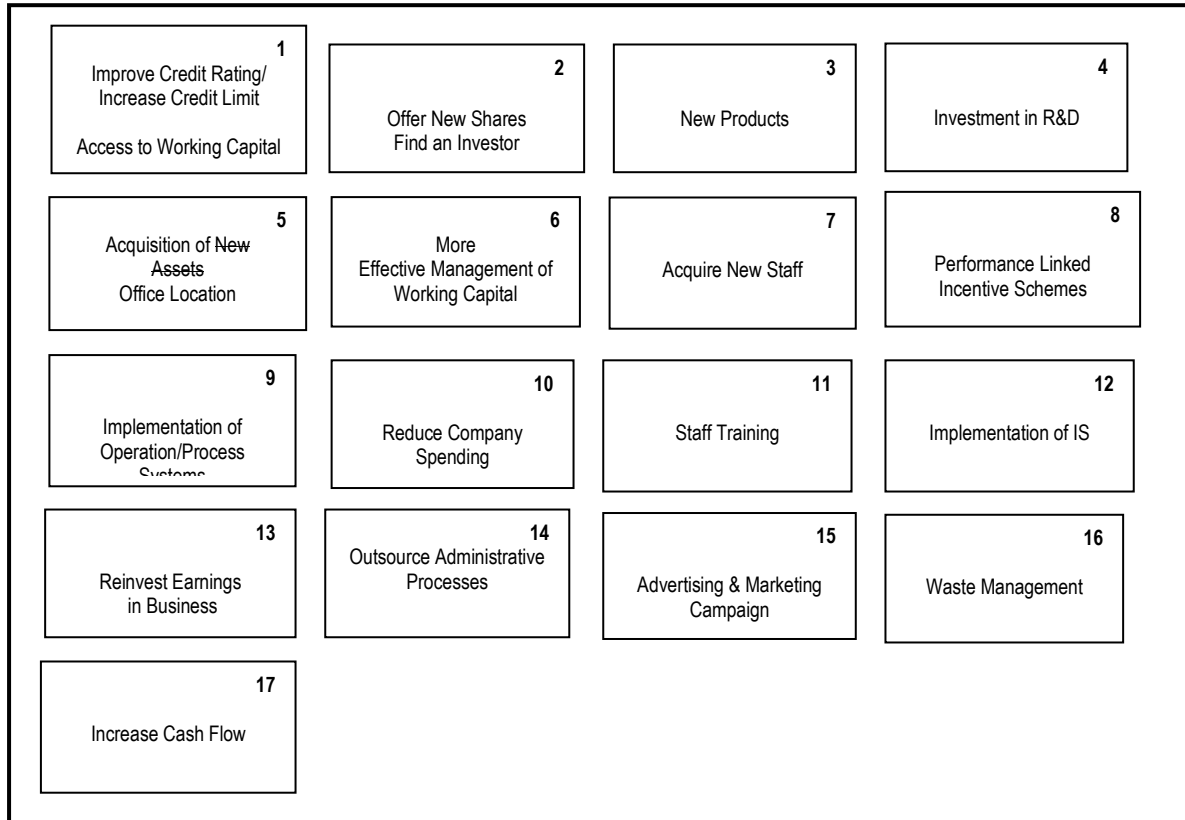 1
Improve Credit Rating/
Increase Credit Limit
Access to Working Capital
2
Offer New Shares
Find an Investor
3
New Products
4
Investment in R&D
5
Acquisition of New
Assets
Office Location
6
More
Effective Management of
Working Capital
7
Acquire New Staff
8
Performance Linked
Incentive Schemes
9
Implementation of
Operation/Process
Systems
10
Reduce Company
Spending
11
Staff Training
12
Implementation of IS
13
Reinvest Earnings
in Business
14
Outsource Administrative
Processes
15
Advertising & Marketing
Campaign
16
Waste Management
17
Increase Cash Flow